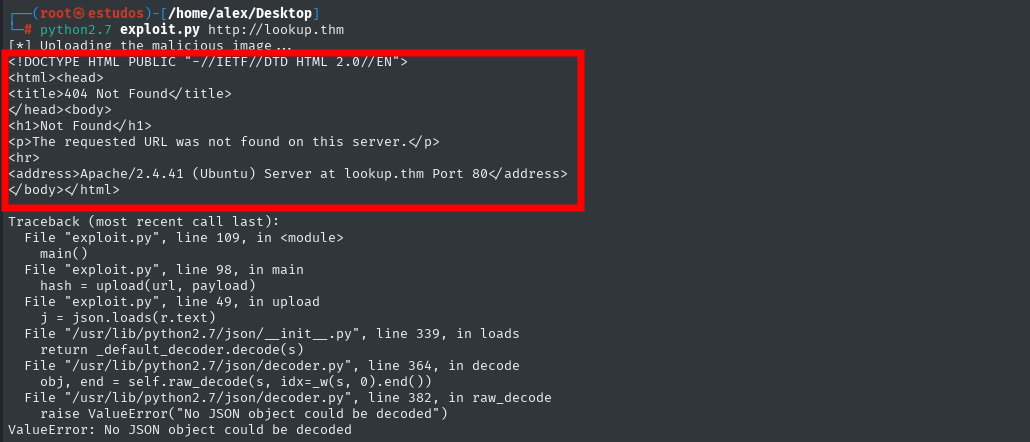 ┌──(root㉿estudos)-[/home/alex/Desktop]
└─# python2.7 exploit.py http://lookup.thm
[*] Uploading the malicious image...
<!DOCTYPE HTML PUBLIC "-//IETF//DTD HTML 2.0//EN">
<html><head>
<title>404 Not Found</title>
</head><body>
<h1>Not Found</h1>
<p>The requested URL was not found on this server.</p>
<hr>
<address>Apache/2.4.41 (Ubuntu) Server at lookup.thm Port 80</address>
</body></html>
Traceback (most recent call last):
  File "exploit.py", line 109, in <module>
    main()
  File "exploit.py", line 98, in main
    hash = upload(url, payload)
  File "exploit.py", line 49, in upload
    j = json.loads(r.text)
  File "/usr/lib/python2.7/json/__init__.py", line 339, in loads
    return _default_decoder.decode(s)
  File "/usr/lib/python2.7/json/decoder.py", line 364, in decode
    obj, end = self.raw_decode(s, idx=_w(s, 0).end())
  File "/usr/lib/python2.7/json/decoder.py", line 382, in raw_decode
    raise ValueError("No JSON object could be decoded")
ValueError: No JSON object could be decoded